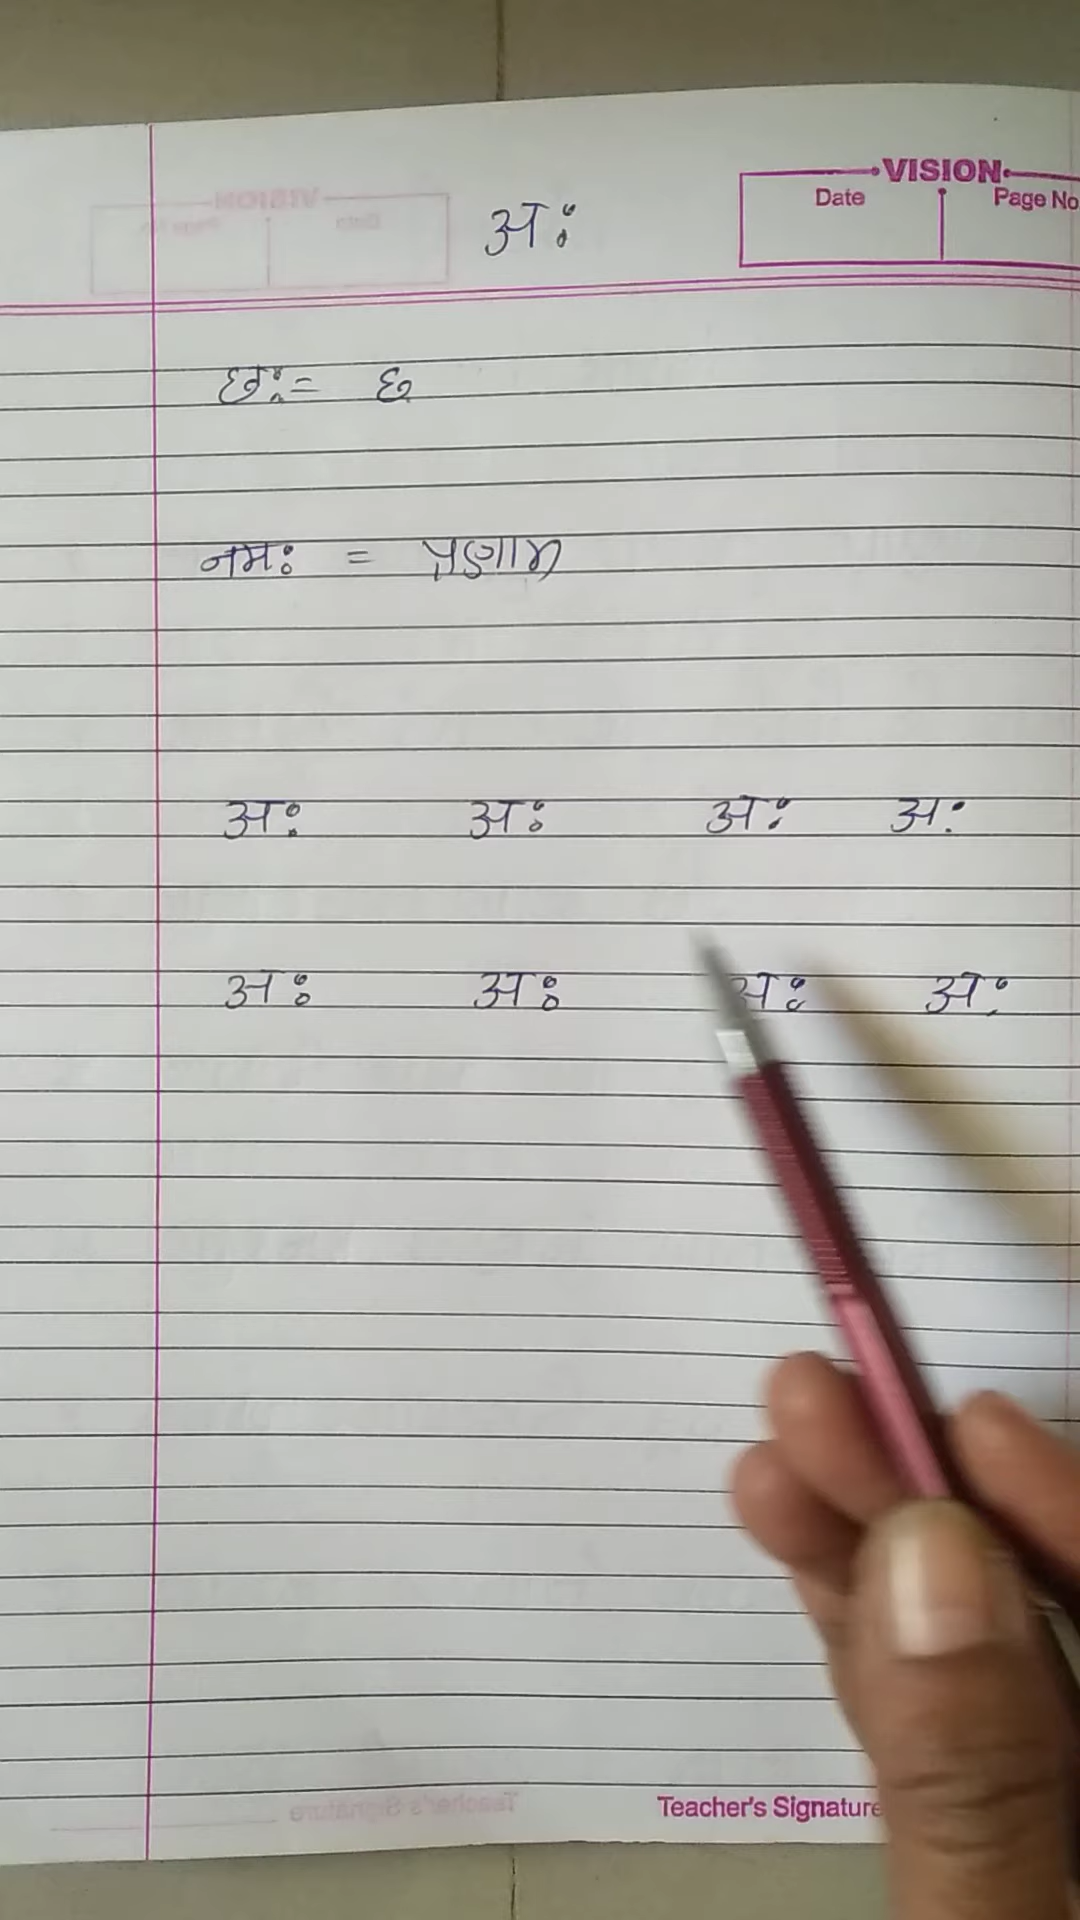 VISION
Date Page No
अः
छः = छ
नमः = प्रणाम
अः अः अः अः
अः अः अः अः
Teacher's Signature